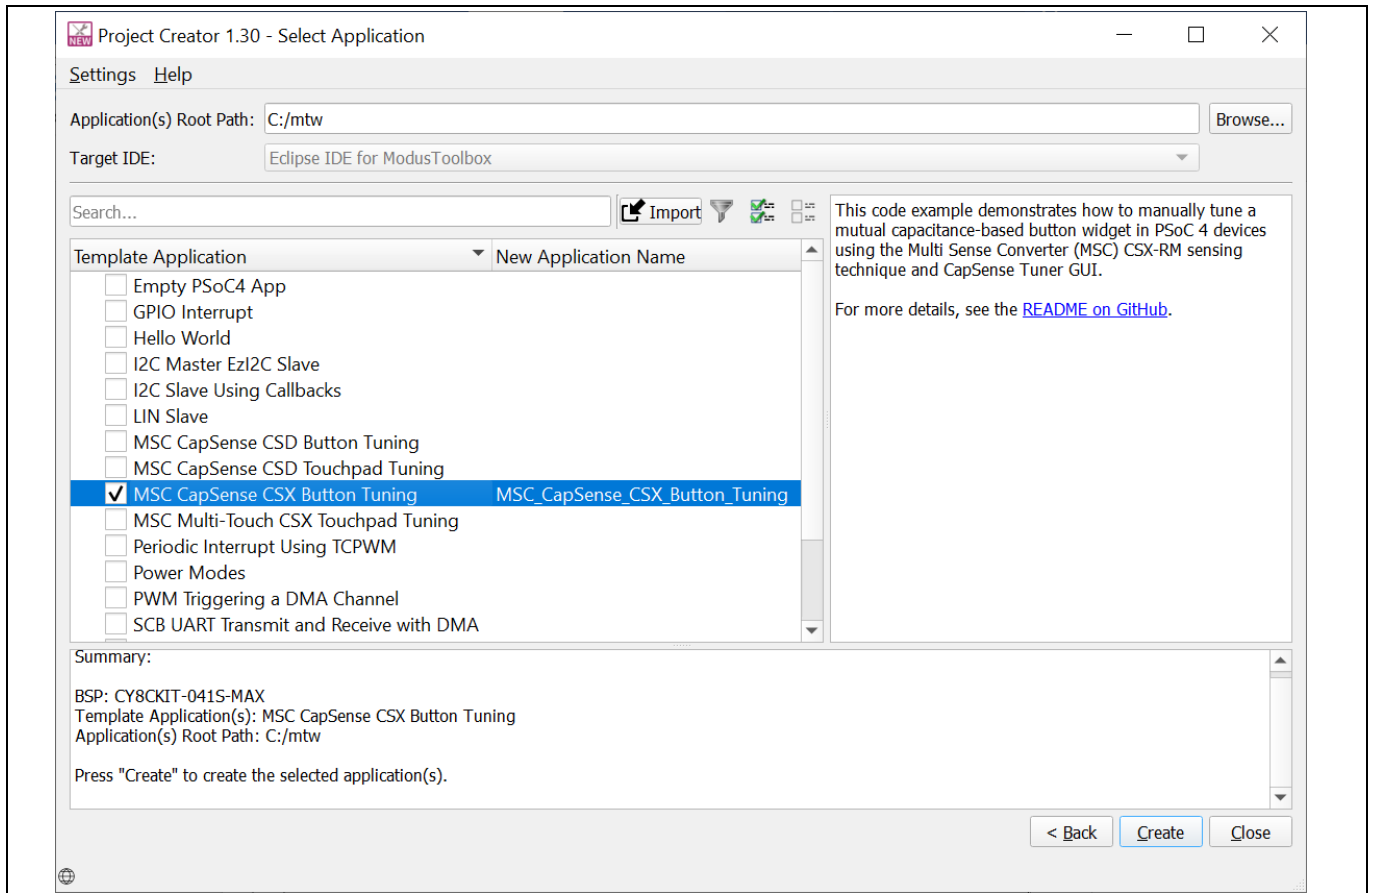 NEW Project Creator 1.30 - Select Application
Settings Help
Application(s) Root Path: C:/mtw Browse...
Target IDE: Eclipse IDE for ModusToolbox
Search... Import
Template Application New Application Name
Empty PSoC4 App
GPIO Interrupt
Hello World
I2C Master EzI2C Slave
I2C Slave Using Callbacks
LIN Slave
MSC CapSense CSD Button Tuning
MSC CapSense CSD Touchpad Tuning
MSC CapSense CSX Button Tuning MSC_CapSense_CSX_Button_Tuning
MSC Multi-Touch CSX Touchpad Tuning
Periodic Interrupt Using TCPWM
Power Modes
PWM Triggering a DMA Channel
SCB UART Transmit and Receive with DMA
This code example demonstrates how to manually tune a
mutual capacitance-based button widget in PSoC 4 devices
using the Multi Sense Converter (MSC) CSX-RM sensing
technique and CapSense Tuner GUI.
For more details, see the README on GitHub.
Summary:
BSP: CY8CKIT-041S-MAX
Template Application(s): MSC CapSense CSX Button Tuning
Application(s) Root Path: C:/mtw
Press "Create" to create the selected application(s).
< Back Create Close